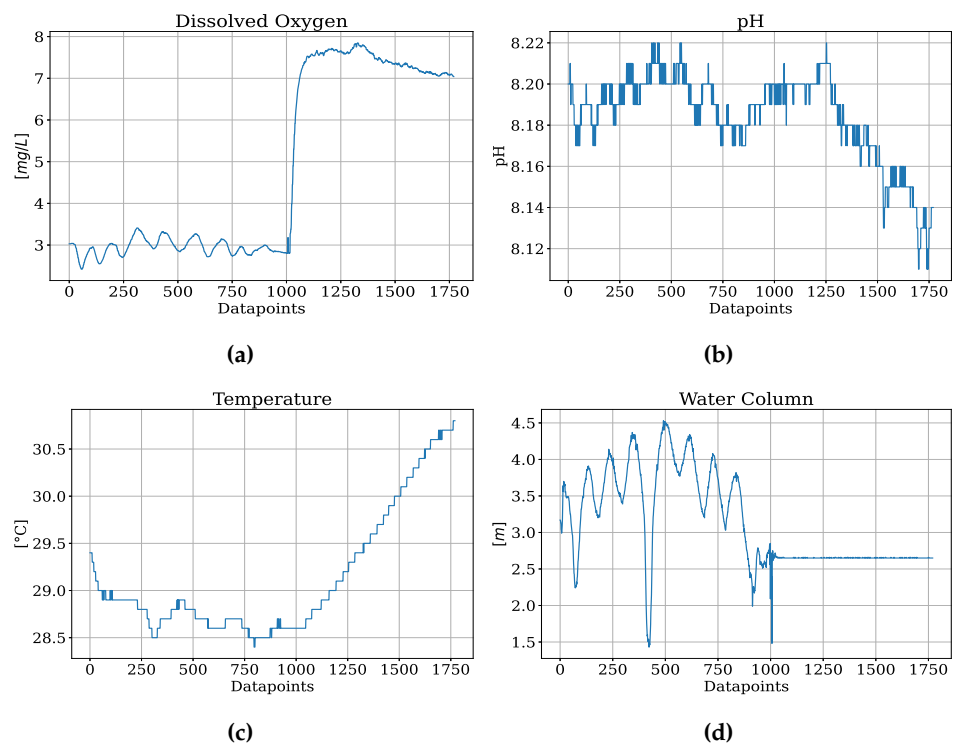 Dissolved Oxygen
8
7
6
5
4
3
[mg/L]
0 250 500 750 1000 1250 1500 1750
Datapoints
(a)
pH
8.22
8.20
8.18
8.16
8.14
8.12
pH
0 250 500 750 1000 1250 1500 1750
Datapoints
(b)
Temperature
30.5
30.0
29.5
29.0
28.5
[°C]
0 250 500 750 1000 1250 1500 1750
Datapoints
(c)
Water Column
4.5
4.0
3.5
3.0
2.5
2.0
1.5
[m]
0 250 500 750 1000 1250 1500 1750
Datapoints
(d)